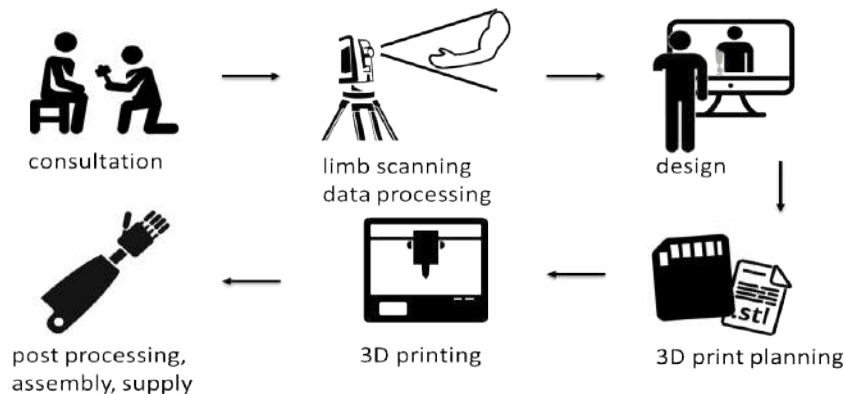 consultation
limb scanning
data processing
design
.stl
3D print planning
3D printing
post processing,
assembly, supply